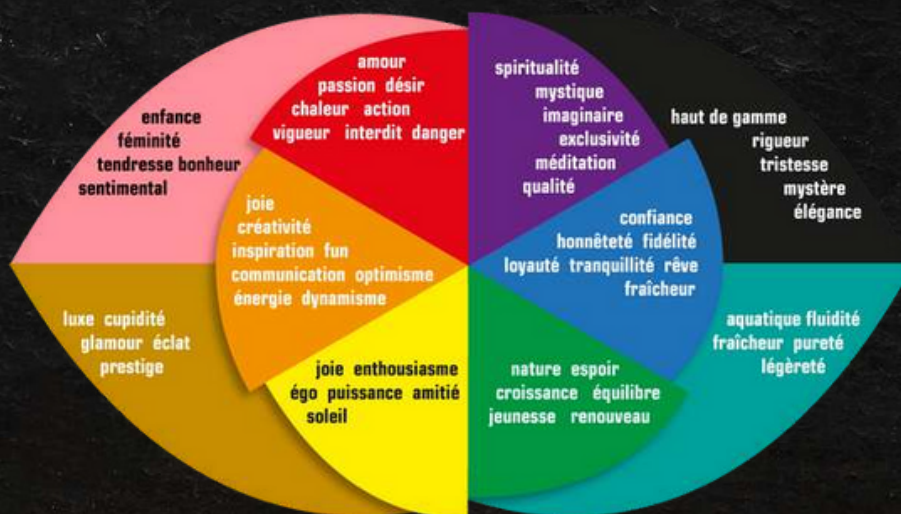 enfance
féminité
tendresse bonheur
sentimental
amour
passion désir
chaleur action
vigueur interdit danger
spiritualité
mystique
imaginaire
exclusivité
méditation
qualité
haut de gamme
rigueur
tristesse
mystère
élégance
joie
créativité
inspiration fun
communication optimisme
énergie dynamisme
confiance
honnêteté fidélité
loyauté tranquillité rêve
fraîcheur
luxe cupidité
glamour éclat
prestige
joie enthousiasme
égo puissance amitié
soleil
nature espoir
croissance équilibre
jeunesse renouveau
aquatique fluidité
fraîcheur pureté
légèreté